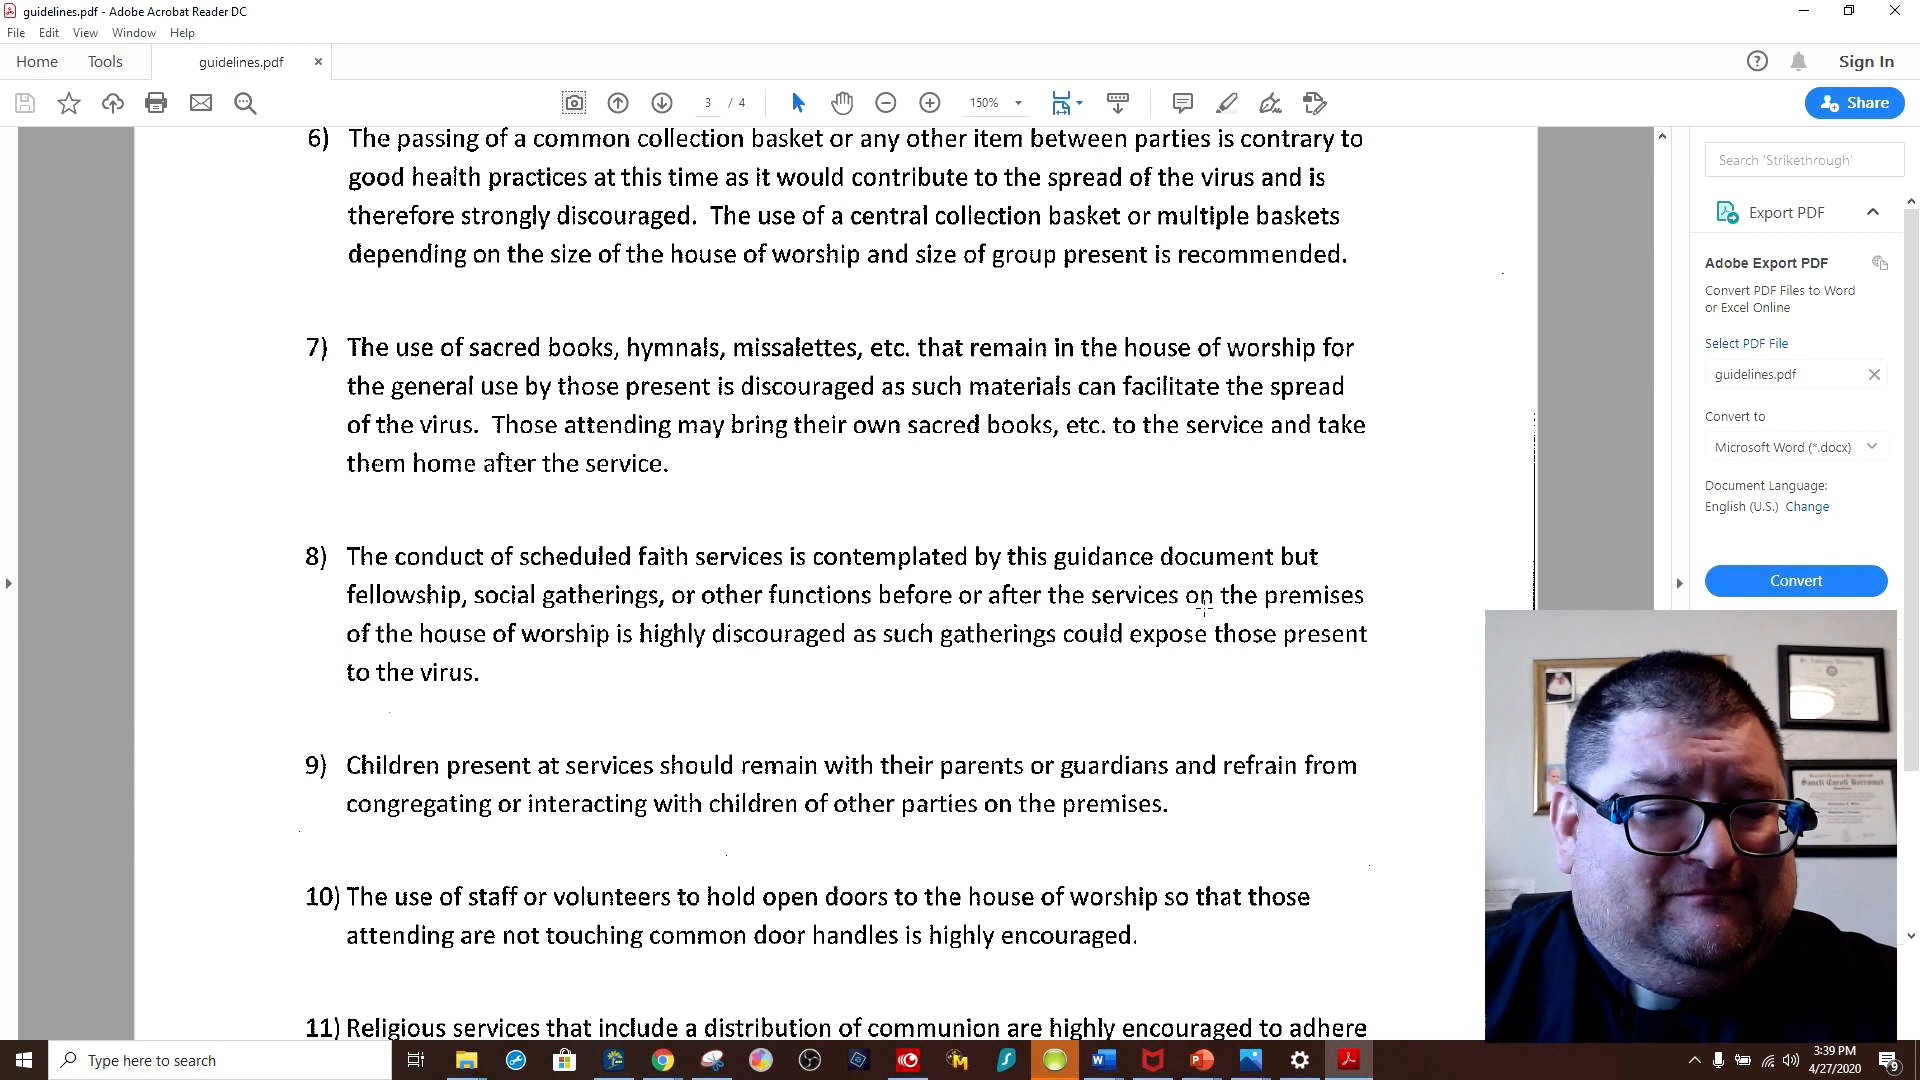 guidelines.pdf - Adobe Acrobat Reader DC
File Edit View Window Help
Home Tools guidelines.pdf × Sign In
3 / 4 150% Share
6) The passing of a common collection basket or any other item between parties is contrary to
good health practices at this time as it would contribute to the spread of the virus and is
therefore strongly discouraged. The use of a central collection basket or multiple baskets
depending on the size of the house of worship and size of group present is recommended.
7) The use of sacred books, hymnals, missalettes, etc. that remain in the house of worship for
the general use by those present is discouraged as such materials can facilitate the spread
of the virus. Those attending may bring their own sacred books, etc. to the service and take
them home after the service.
8) The conduct of scheduled faith services is contemplated by this guidance document but
fellowship, social gatherings, or other functions before or after the services on the premises
of the house of worship is highly discouraged as such gatherings could expose those present
to the virus.
9) Children present at services should remain with their parents or guardians and refrain from
congregating or interacting with children of other parties on the premises.
10) The use of staff or volunteers to hold open doors to the house of worship so that those
attending are not touching common door handles is highly encouraged.
11) Religious services that include a distribution of communion are highly encouraged to adhere
Search 'Strikethrough'
Export PDF
Adobe Export PDF
Convert PDF Files to Word
or Excel Online
Select PDF File
guidelines.pdf
Convert to
Microsoft Word (*.docx)
Document Language:
English (U.S.) Change
Convert
Type here to search
3:39 PM
4/27/2020
9